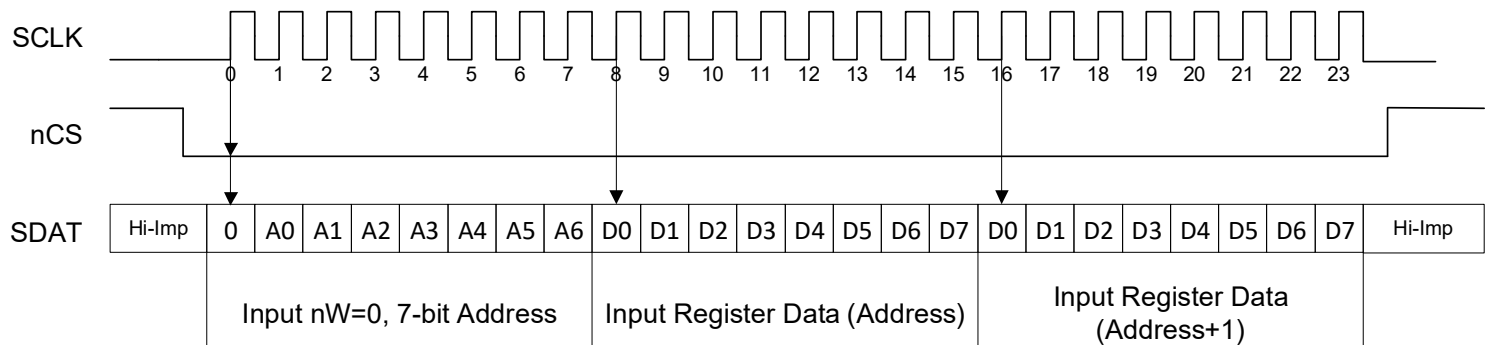 SCLK
0 1 2 3 4 5 6 7 8 9 10 11 12 13 14 15 16 17 18 19 20 21 22 23
nCS
SDAT Hi-Imp 0 A0 A1 A2 A3 A4 A5 A6 D0 D1 D2 D3 D4 D5 D6 D7 D0 D1 D2 D3 D4 D5 D6 D7 Hi-Imp
Input nW=0, 7-bit Address
Input Register Data (Address)
Input Register Data
(Address+1)